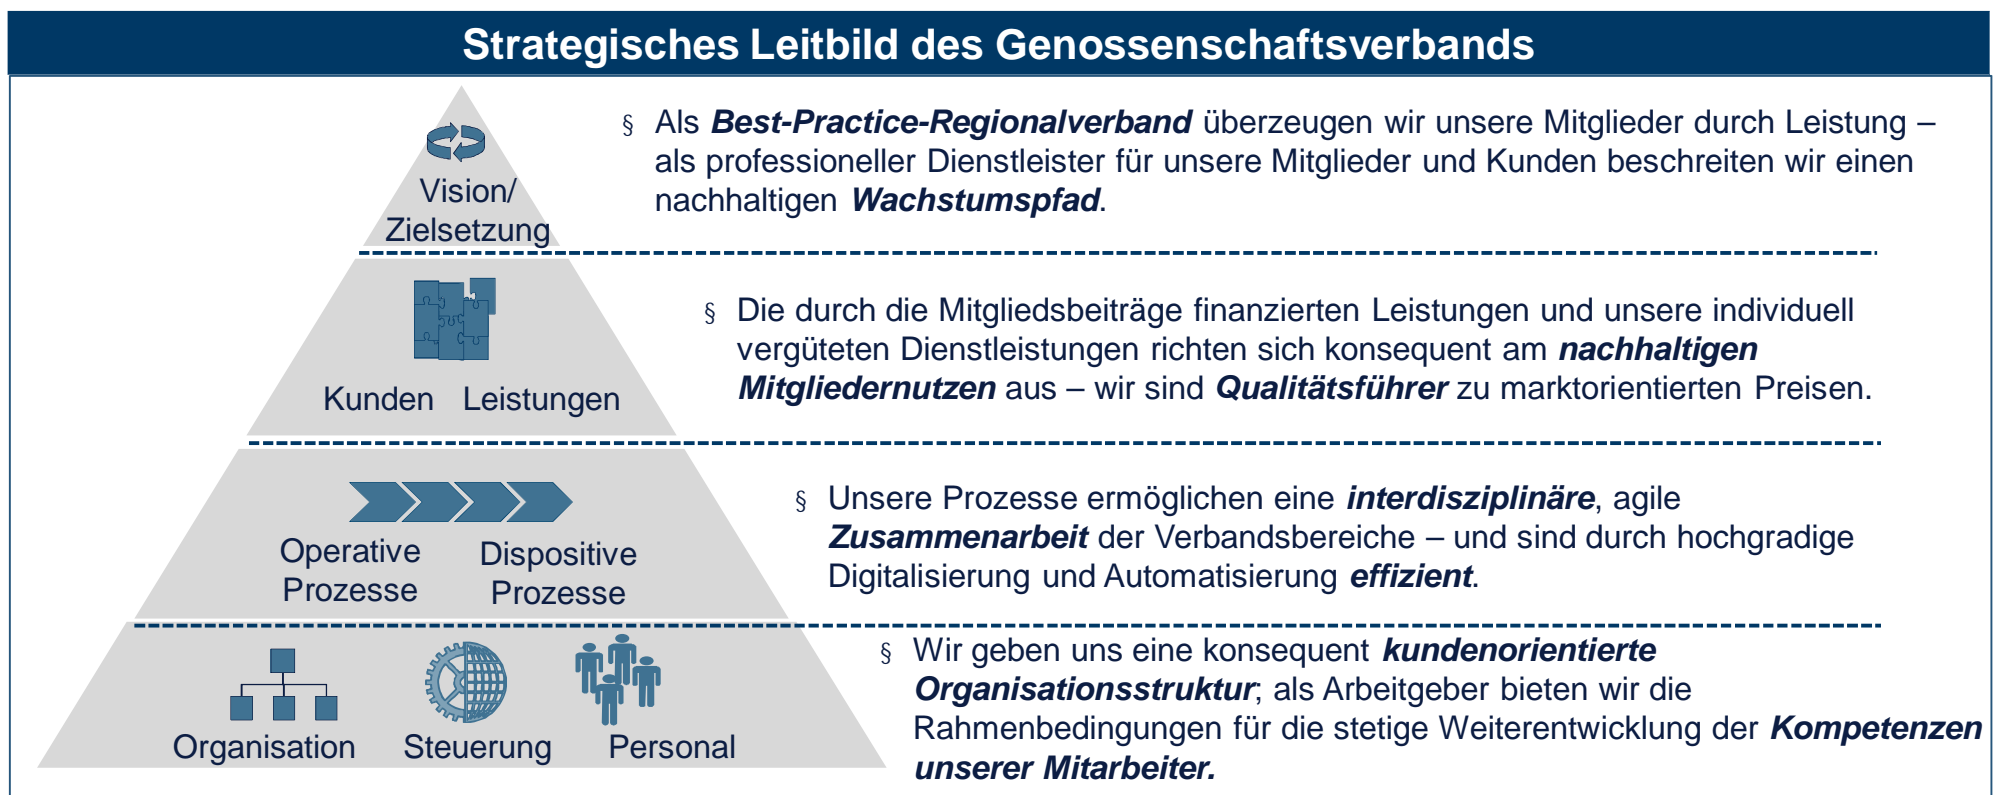 Strategisches Leitbild des Genossenschaftsverbands
Vision/
Zielsetzung
§ Als Best-Practice-Regionalverband überzeugen wir unsere Mitglieder durch Leistung –
als professioneller Dienstleister für unsere Mitglieder und Kunden beschreiten wir einen
nachhaltigen Wachstumspfad.
Kunden Leistungen
§ Die durch die Mitgliedsbeiträge finanzierten Leistungen und unsere individuell
vergüteten Dienstleistungen richten sich konsequent am nachhaltigen
Mitgliedernutzen aus – wir sind Qualitätsführer zu marktorientierten Preisen.
Operative
Prozesse
Dispositive
Prozesse
§ Unsere Prozesse ermöglichen eine interdisziplinäre, agile
Zusammenarbeit der Verbandsbereiche – und sind durch hochgradige
Digitalisierung und Automatisierung effizient.
Organisation Steuerung Personal
§ Wir geben uns eine konsequent kundenorientierte
Organisationsstruktur; als Arbeitgeber bieten wir die
Rahmenbedingungen für die stetige Weiterentwicklung der Kompetenzen
unserer Mitarbeiter.